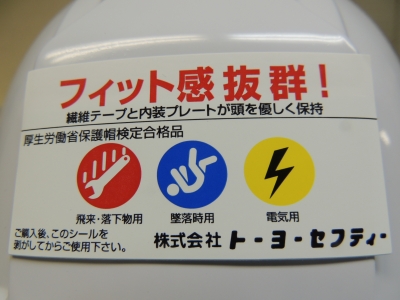 フィット感抜群!
繊維テープと内装プレートが頭を優しく保持
厚生労働省保護帽検定合格品
飛来・落下物用 墜落時用 電気用
ご購入後、このシールを
剥がしてからご使用下さい。
株式会社 トーヨーセフティー